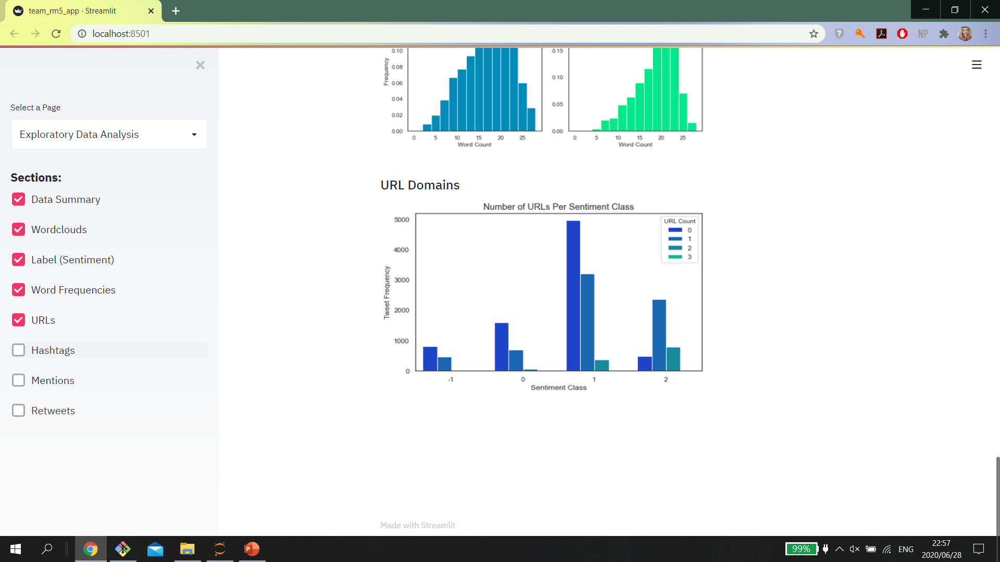 team_rm5_app · Streamlit
localhost:8501
NP
Select a Page
Exploratory Data Analysis
Sections:
Data Summary
Wordclouds
Label (Sentiment)
Word Frequencies
URLs
Hashtags
Mentions
Retweets
Frequency
0.10
0.08
0.06
0.04
0.02
0.00
0 5 10 15 20 25
Word Count
0.15
0.10
0.05
0.00
0 5 10 15 20 25
Word Count
URL Domains
Number of URLs Per Sentiment Class
Tweet Frequency
5000
4000
3000
2000
1000
0
URL Count
0
1
2
3
-1 0 1 2
Sentiment Class
Made with Streamlit
99%
ENG
22:57
2020/06/28